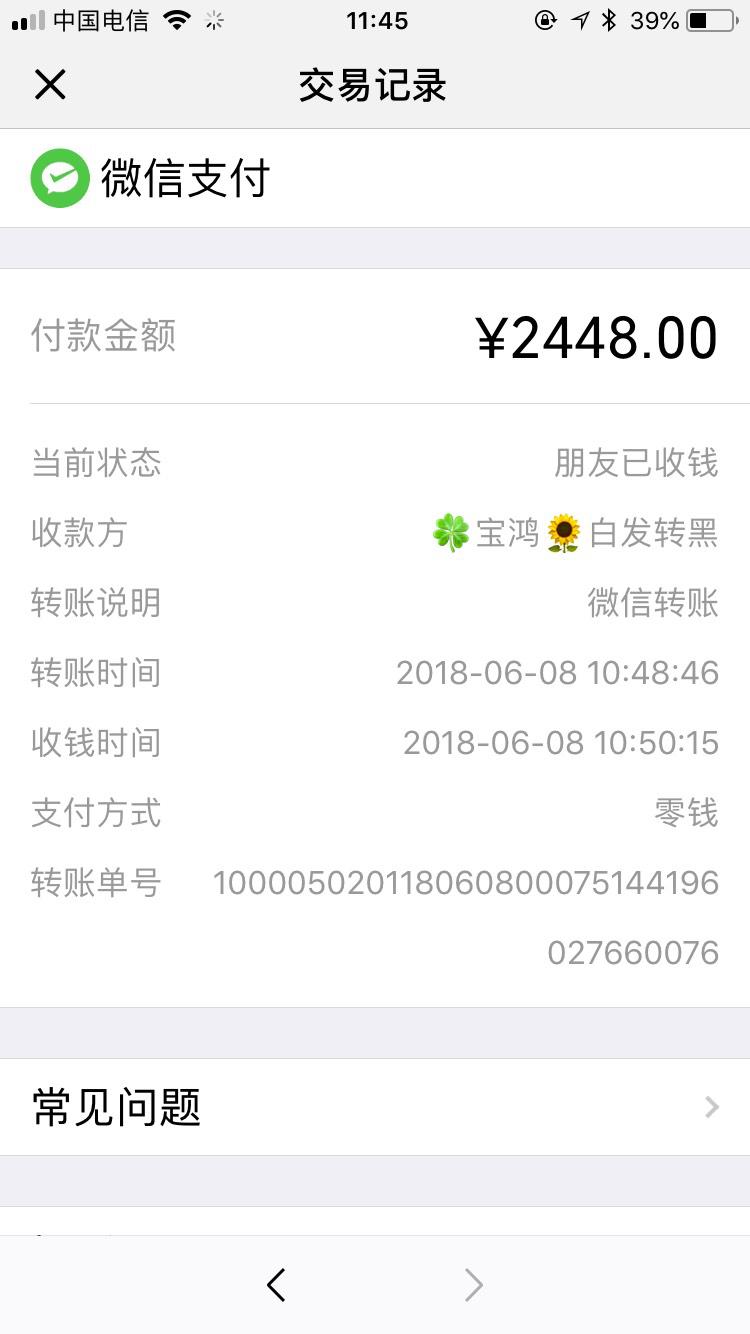 中国电信 11:45 39%
交易记录
微信支付
付款金额 ¥2448.00
当前状态 朋友已收钱
收款方 🍀宝鸿🌻白发转黑
转账说明 微信转账
转账时间 2018-06-08 10:48:46
收钱时间 2018-06-08 10:50:15
支付方式 零钱
转账单号 100005020118060800075144196
027660076
常见问题